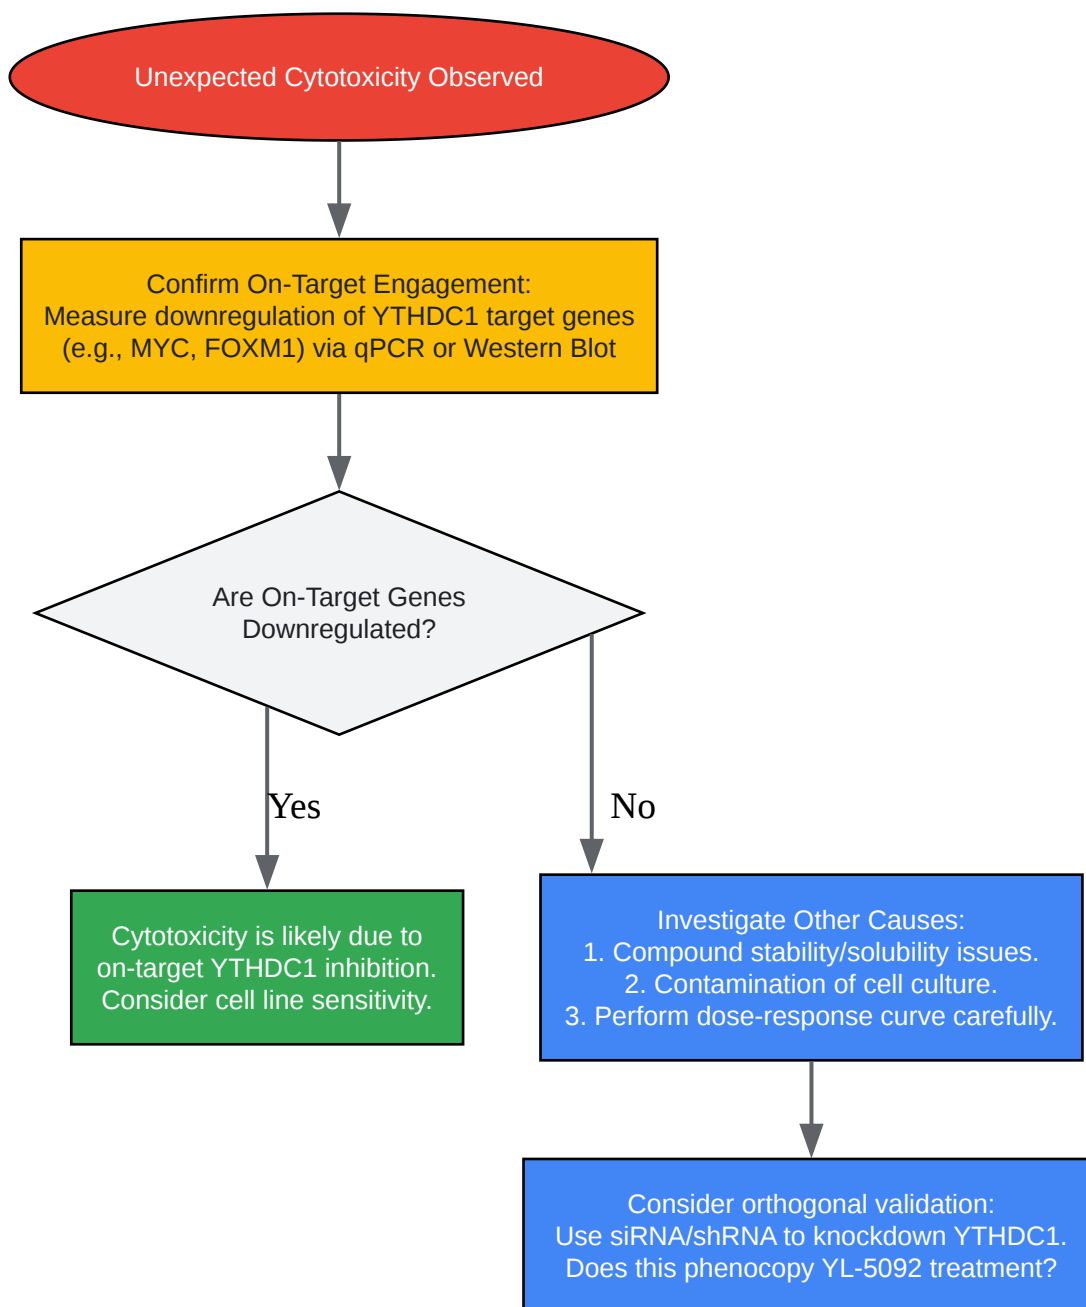 Unexpected Cytotoxicity Observed
Confirm On-Target Engagement:
Measure downregulation of YTHDC1 target genes
(e.g., MYC, FOXM1) via qPCR or Western Blot
Are On-Target Genes
Downregulated?
Yes
No
Cytotoxicity is likely due to
on-target YTHDC1 inhibition.
Consider cell line sensitivity.
Investigate Other Causes:
1. Compound stability/solubility issues.
2. Contamination of cell culture.
3. Perform dose-response curve carefully.
Consider orthogonal validation:
Use siRNA/shRNA to knockdown YTHDC1.
Does this phenocopy YL-5092 treatment?